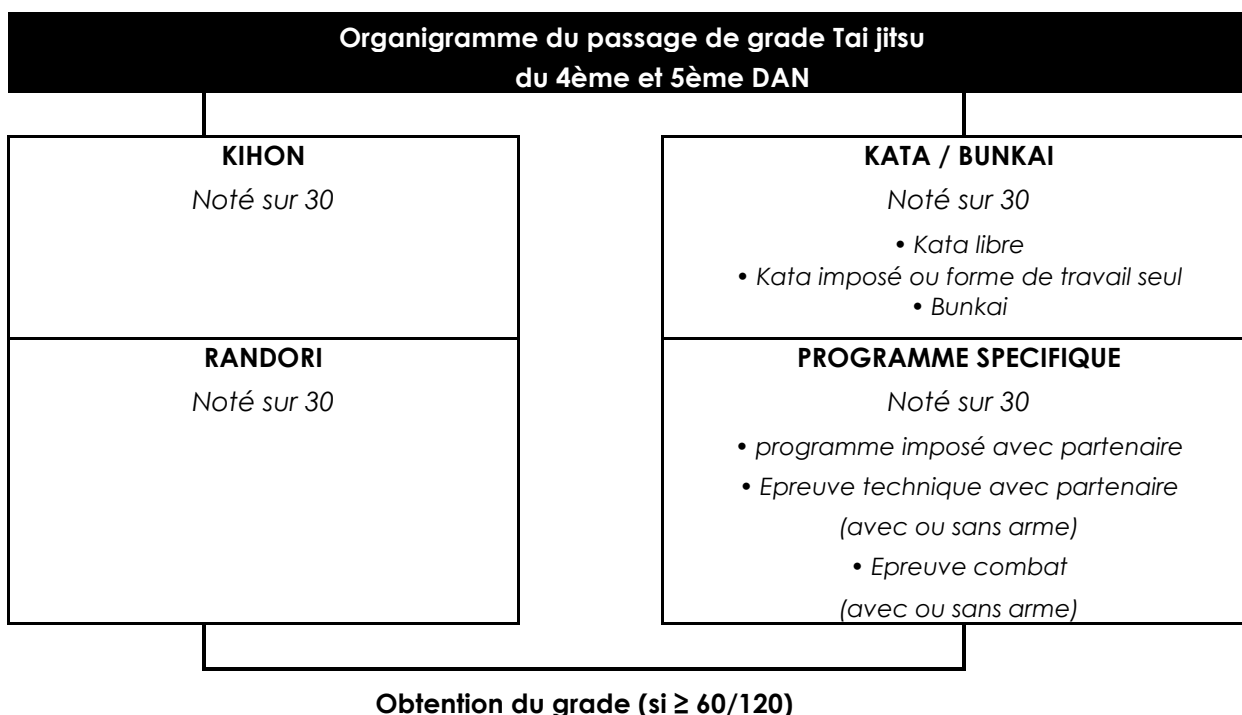 Organigramme du passage de grade Tai jitsu
du 4ème et 5ème DAN
KIHON
Noté sur 30
RANDORI
Noté sur 30
KATA / BUNKAI
Noté sur 30
• Kata libre
• Kata imposé ou forme de travail seul
• Bunkai
PROGRAMME SPECIFIQUE
Noté sur 30
• programme imposé avec partenaire
• Epreuve technique avec partenaire
(avec ou sans arme)
• Epreuve combat
(avec ou sans arme)
Obtention du grade (si ≥ 60/120)